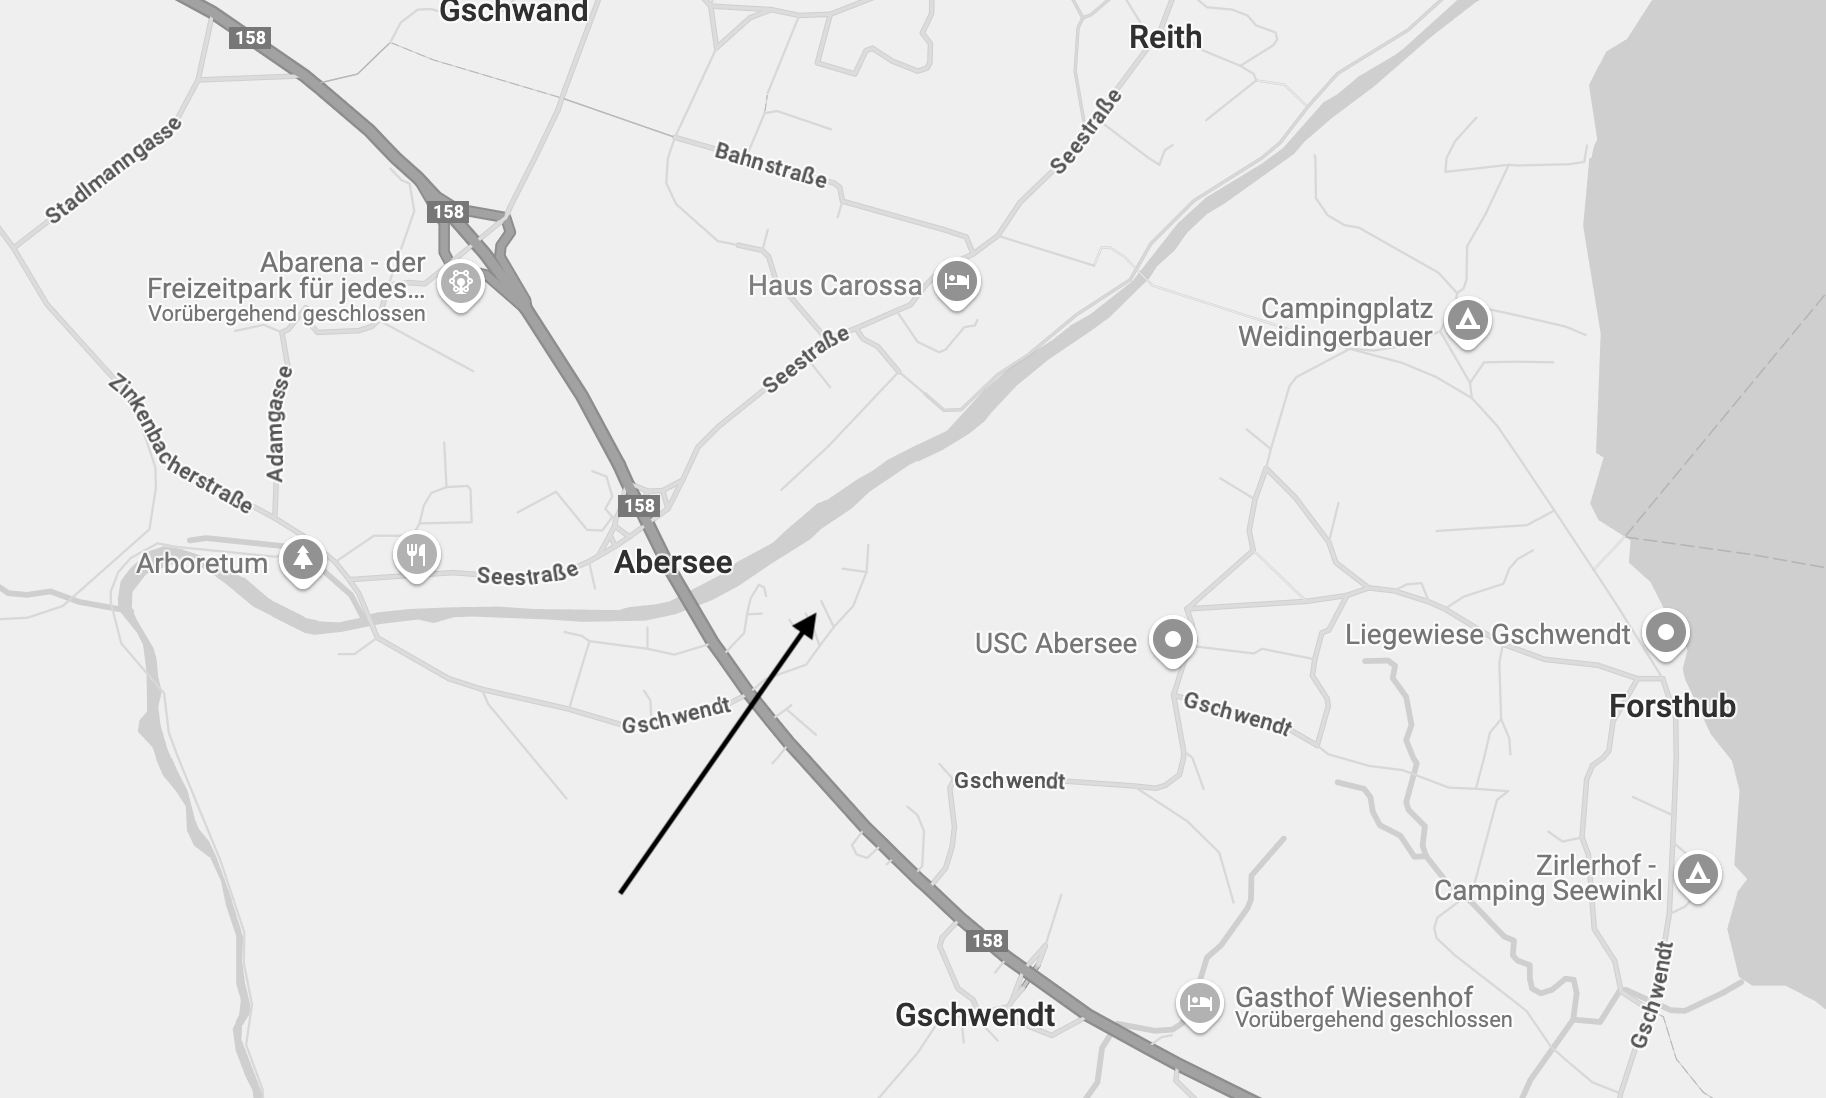 Gschwand
158
Reith
Stadlmanngasse
Bahnstraße
Seestraße
158
Abarena - der
Freizeitpark für jedes...
Vorübergehend geschlossen
Haus Carossa
Campingplatz
Weidingerbauer
Seestraße
Zinkenbacherstraße
Adamgasse
158
Arboretum
Seestraße
Abersee
USC Abersee
Liegewiese Gschwendt
Gschwendt
Gschwendt
Forsthub
Gschwendt
Zirlerhof -
Camping Seewinkl
158
Gschwendt
Gasthof Wiesenhof
Vorübergehend geschlossen
Gschwendt